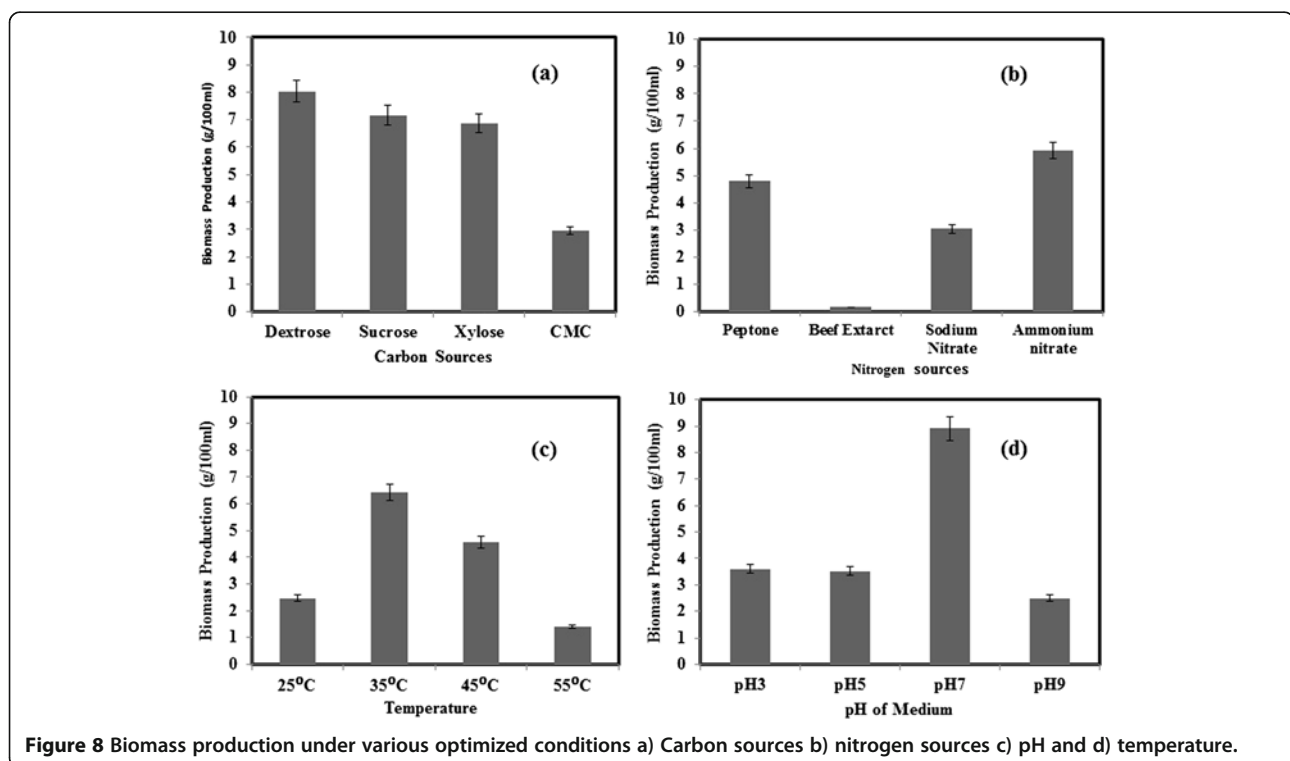 10
9
8
7
6
5
4
3
2
1
0
Biomass Production (g/100ml)
(a)
Dextrose Sucrose Xylose CMC
Carbon Sources
10
9
8
7
6
5
4
3
2
1
0
Biomass Production (g/100ml)
(b)
Peptone Beef Extarct Sodium Nitrate Ammonium nitrate
Nitrogen sources
10
9
8
7
6
5
4
3
2
1
0
Biomass Production (g/100ml)
(c)
25⁰C 35⁰C 45⁰C 55⁰C
Temperature
10
9
8
7
6
5
4
3
2
1
0
Biomass Production (g/100ml)
(d)
pH3 pH5 pH7 pH9
pH of Medium
Figure 8 Biomass production under various optimized conditions a) Carbon sources b) nitrogen sources c) pH and d) temperature.